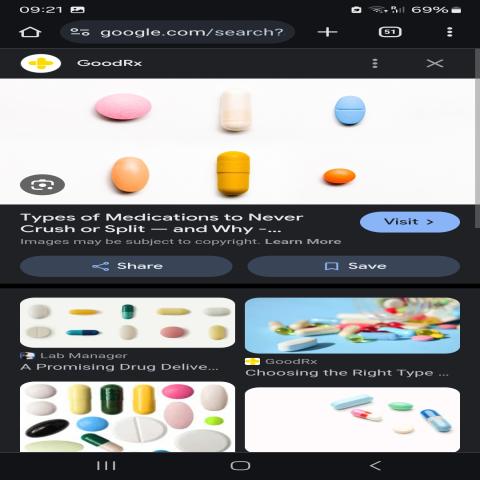 09:21
69%
google.com/search?
51
GoodRx
Types of Medications to Never
Crush or Split — and Why -...
Visit >
Images may be subject to copyright. Learn More
Share
Save
Lab Manager
A Promising Drug Delive...
GoodRx
Choosing the Right Type ...